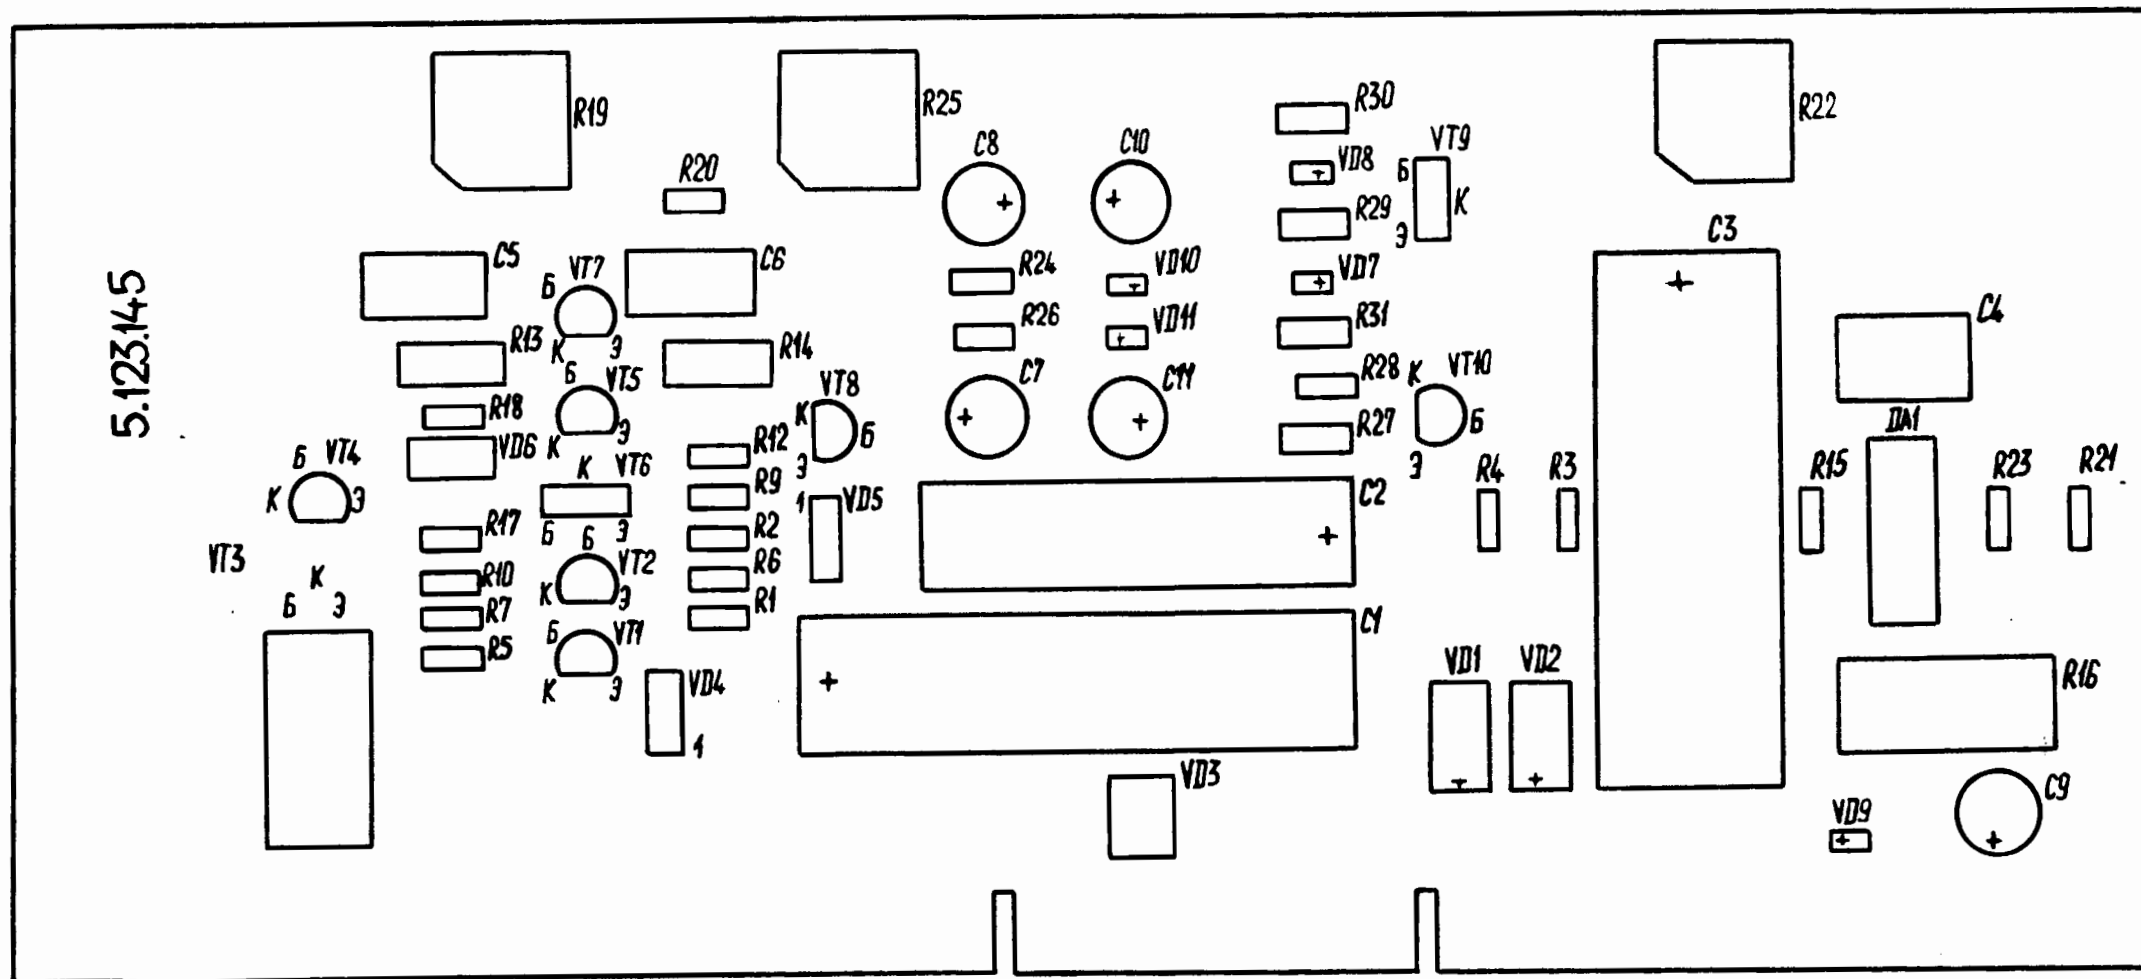 R19
R25
R30
R22
C8
C10
VT9
R20
VD8
Б
К
Э
+
+
+
R29
C3
C5
VT7
Б
К
Э
C6
R24
VD10
VD7
+
+
+
R13
R14
R26
VD11
R31
C4
+
5.123.145
Б
VT5
К
Э
R18
VT8
К
Б
Э
C7
C11
R28
К
VT10
Б
Э
+
+
VD6
R12
R27
DA1
Б
VT4
К
Э
К
VT6
Б
Э
R9
1
VD5
C2
+
R4
R3
R15
R23
R21
R17
R2
VT3
К
Б
Э
R10
Б
VT2
К
Э
R6
R7
R1
C1
+
R5
Б
VT1
К
Э
VD4
1
VD1
VD2
+
+
R16
VD3
VD9
+
C9
+